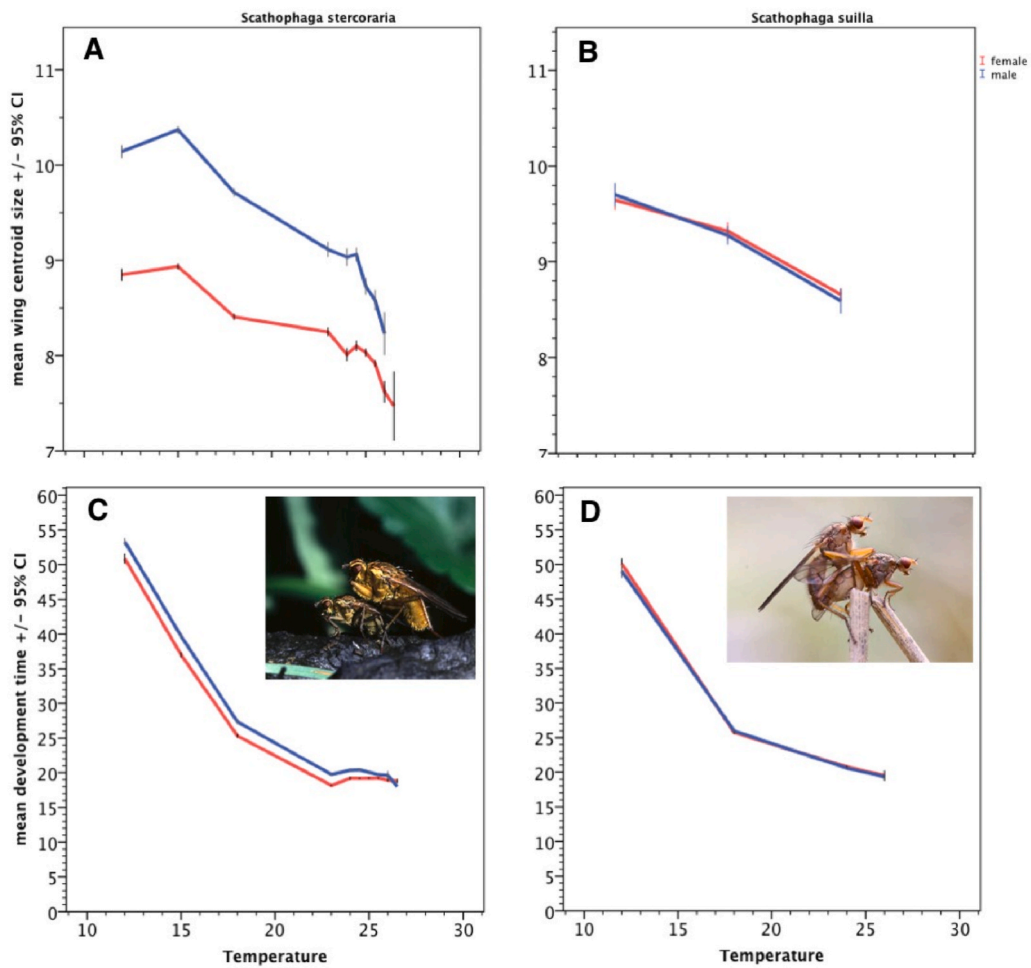 Scathophaga stercoraria
Scathophaga suilla
A
B
female
male
mean wing centroid size +/- 95% CI
11
10
9
8
7
11
10
9
8
7
C
D
mean development time +/- 95% CI
60
55
50
45
40
35
30
25
20
15
10
5
0
60
55
50
45
40
35
30
25
20
15
10
5
0
10 15 20 25 30
10 15 20 25 30
Temperature
Temperature